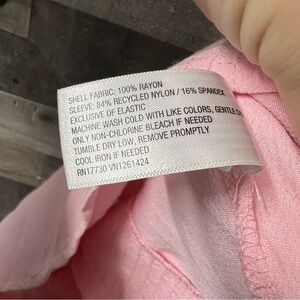 SHELL FABRIC: 100% RAYON
SLEEVE: 84% RECYCLED NYLON / 16% SPANDEX
EXCLUSIVE OF ELASTIC
MACHINE WASH COLD WITH LIKE COLORS, GENTLE
ONLY NON-CHLORINE BLEACH IF NEEDED
TUMBLE DRY LOW, REMOVE PROMPTLY
COOL IRON IF NEEDED
RN17730 VN1261424